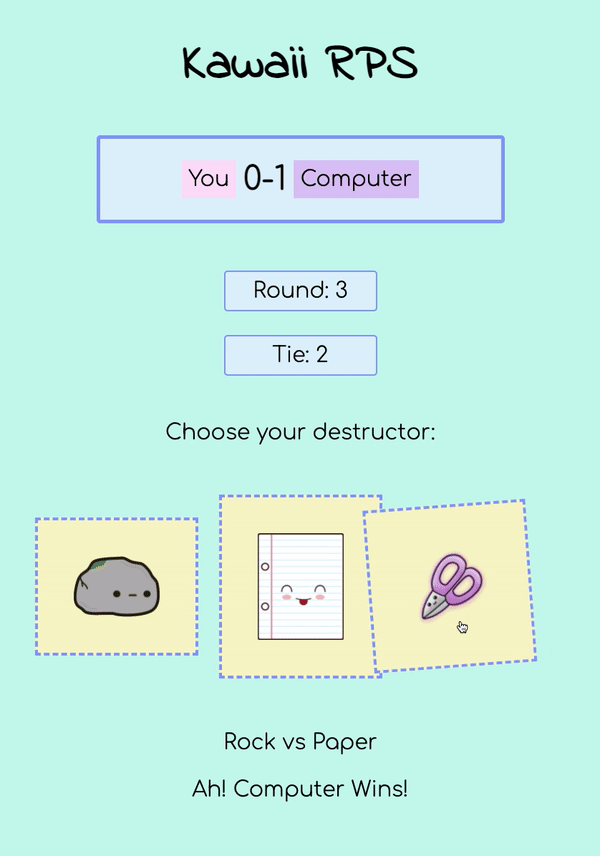 Kawaii RPS
You 0-1 Computer
Round: 3
Tie: 2
Choose your destructor:
Rock vs Paper
Ah! Computer Wins!